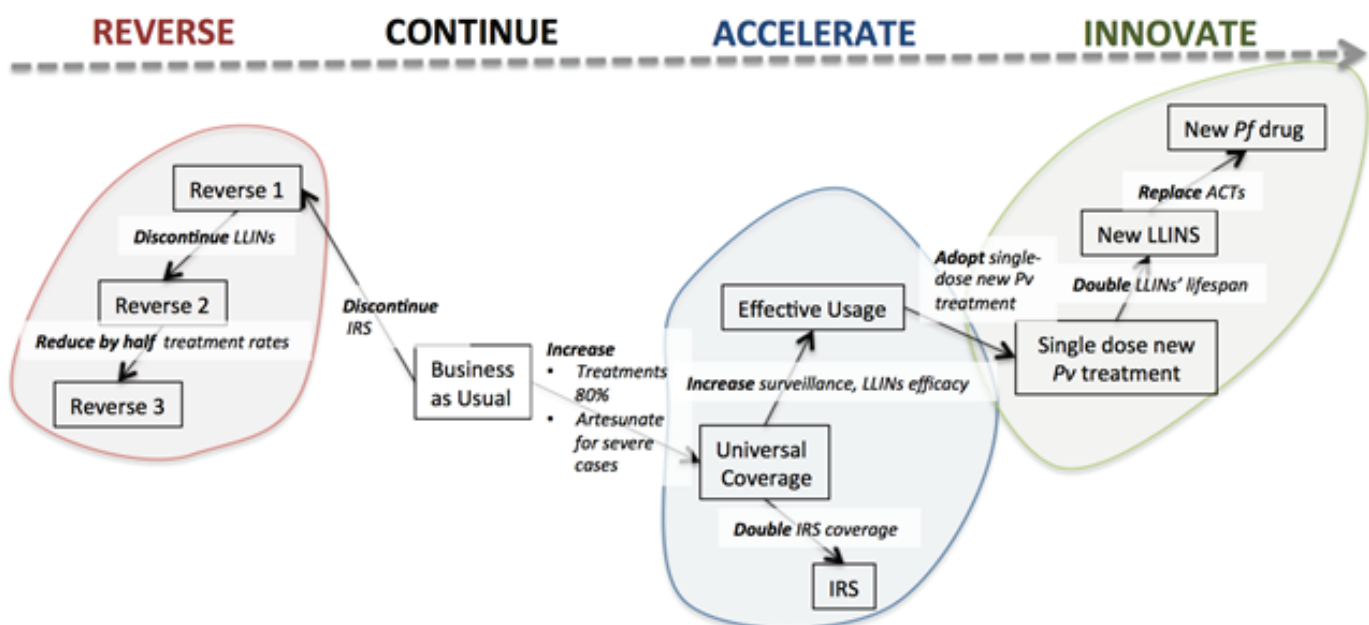 REVERSE
CONTINUE
ACCELERATE
INNOVATE
Reverse 1
Discontinue LLINs
Reverse 2
Reduce by half treatment rates
Reverse 3
Discontinue
IRS
Business
as Usual
Increase
• Treatments
80%
• Artesunate
for severe
cases
Effective Usage
Increase surveillance, LLINs efficacy
Universal
Coverage
Double IRS coverage
IRS
Adopt single-
dose new Pv
treatment
New Pf drug
Replace ACTs
New LLINS
Double LLINs' lifespan
Single dose new
Pv treatment